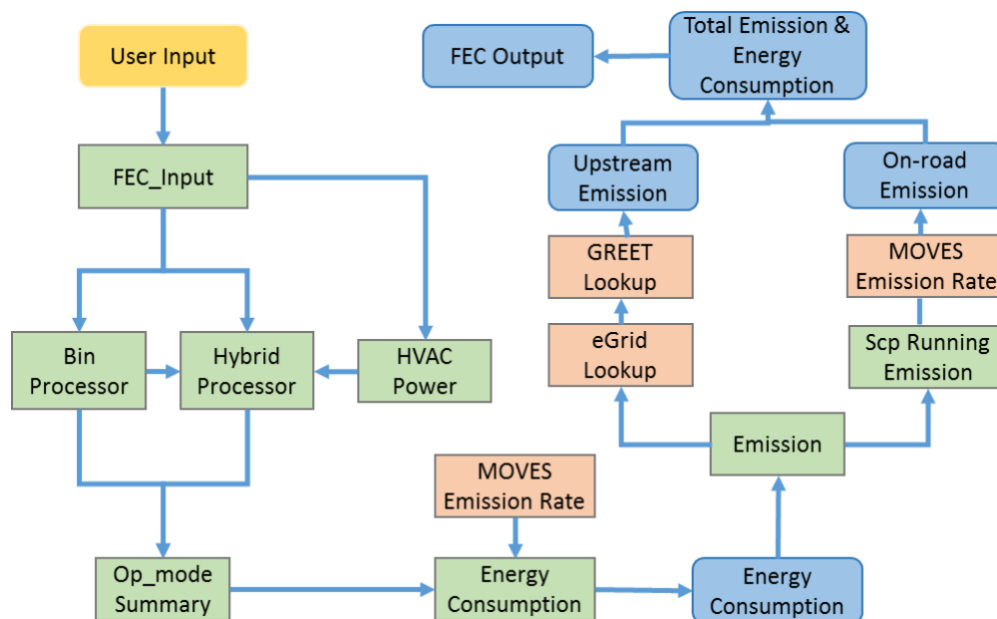 User Input
FEC Output
Total Emission &
Energy
Consumption
FEC_Input
Upstream
Emission
On-road
Emission
GREET
Lookup
MOVES
Emission Rate
Bin
Processor
Hybrid
Processor
HVAC
Power
eGrid
Lookup
Scp Running
Emission
Emission
MOVES
Emission Rate
Op_mode
Summary
Energy
Consumption
Energy
Consumption